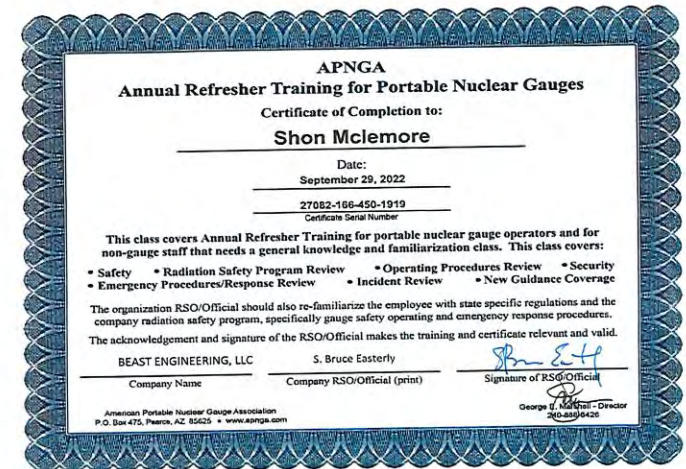 APNGA
Annual Refresher Training for Portable Nuclear Gauges
Certificate of Completion to:
Shon Mclemore
Date:
September 29, 2022
27082-166-450-1919
Certificate Serial Number
This class covers Annual Refresher Training for portable nuclear gauge operators and for
non-gauge staff that needs a general knowledge and familiarization class. This class covers:
• Safety • Radiation Safety Program Review • Operating Procedures Review • Security
• Emergency Procedures/Response Review • Incident Review • New Guidance Coverage
The organization RSO/Official should also re-familiarize the employee with state specific regulations and the
company radiation safety program, specifically gauge safety operating and emergency response procedures.
The acknowledgement and signature of the RSO/Official makes the training and certificate relevant and valid.
BEAST ENGINEERING, LLC S. Bruce Easterly
Company Name Company RSO/Official (print) Signature of RSO/Official
American Portable Nuclear Gauge Association George E. Marshall - Director
P.O. Box 475, Pearce, AZ 85625 • www.apnga.com 240-888-6426